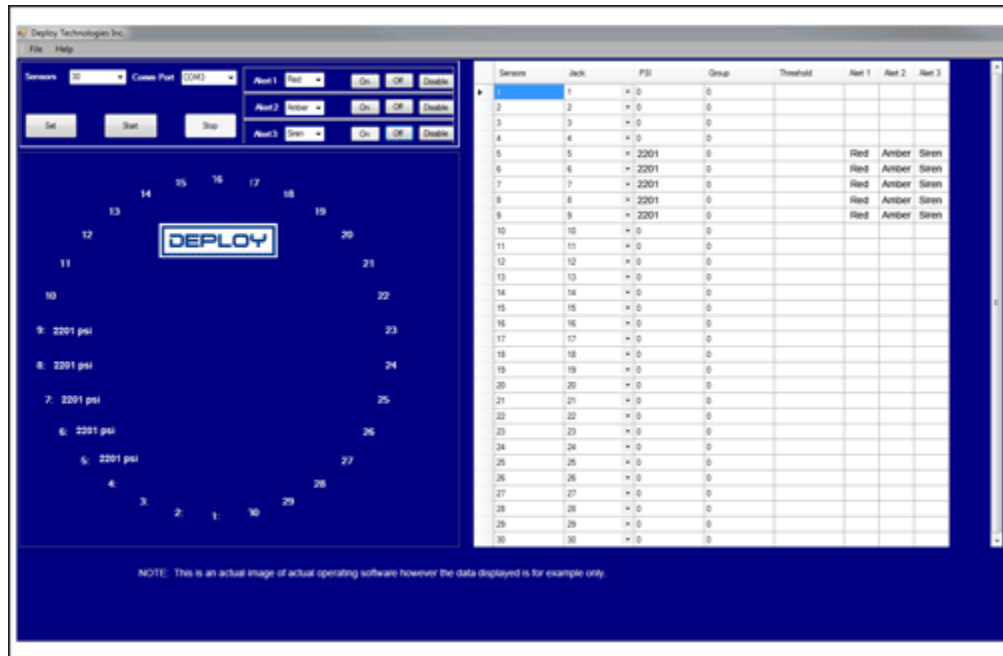 Deploy Technologies Inc.
File Help
Sensors 30 Comm Port COM3
Alert1 Red On Off Disable
Alert2 Amber On Off Disable
Alert3 Siren On Off Disable
Set Start Stop
15 16 17
14 18
13 19
DEPLOY
12 20
11 21
10 22
9: 2201 psi 23
8: 2201 psi 24
7: 2201 psi 25
6: 2201 psi 26
5: 2201 psi 27
4: 28
3: 29
2: 1: 30
Sensors Jack PSI Group Threshold Alert 1 Alert 2 Alert 3
1 1 0 0
2 2 0 0
3 3 0 0
4 4 0 0
5 5 2201 0 Red Amber Siren
6 6 2201 0 Red Amber Siren
7 7 2201 0 Red Amber Siren
8 8 2201 0 Red Amber Siren
9 9 2201 0 Red Amber Siren
10 10 0 0
11 11 0 0
12 12 0 0
13 13 0 0
14 14 0 0
15 15 0 0
16 16 0 0
17 17 0 0
18 18 0 0
19 19 0 0
20 20 0 0
21 21 0 0
22 22 0 0
23 23 0 0
24 24 0 0
25 25 0 0
26 26 0 0
27 27 0 0
28 28 0 0
29 29 0 0
30 30 0 0
NOTE: This is an actual image of actual operating software however the data displayed is for example only.